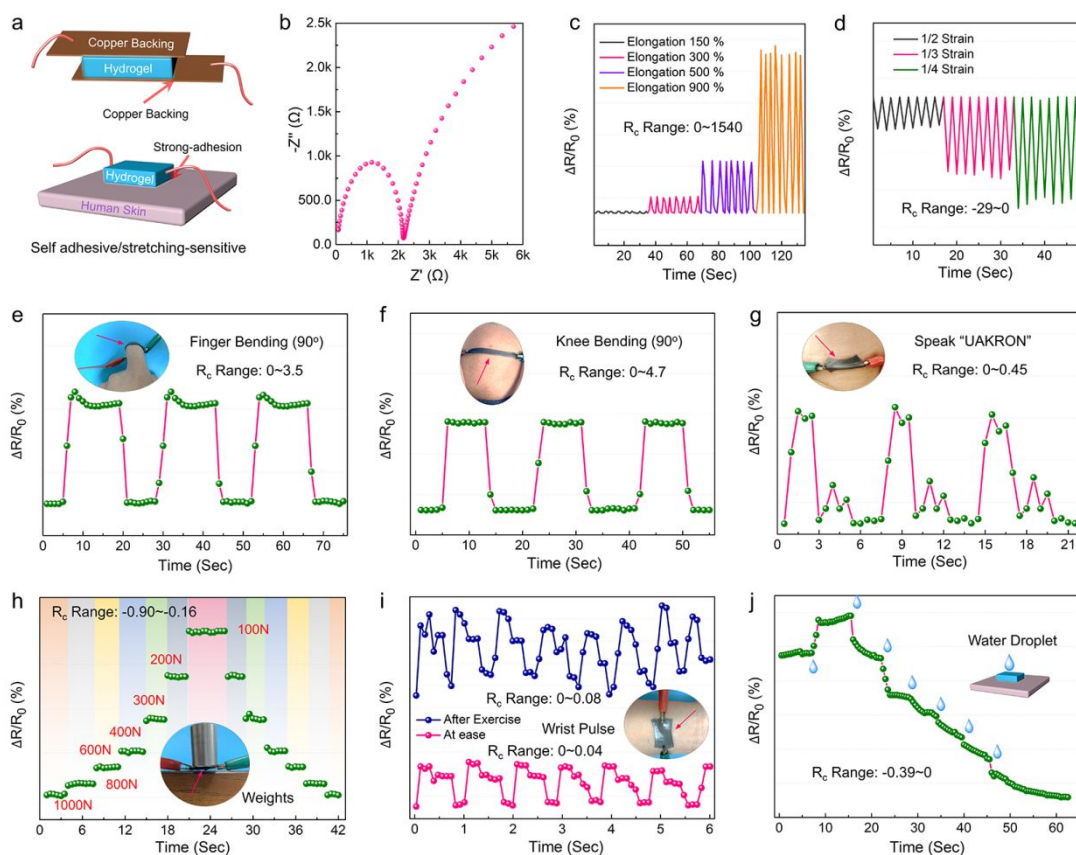 a
Copper Backing
Hydrogel
Copper Backing
Strong-adhesion
Hydrogel
Human Skin
Self adhesive/stretching-sensitive
b
-Z'' (Ω)
2.5k
2.0k
1.5k
1.0k
500.0
0.0
0 1k 2k 3k 4k 5k 6k
Z' (Ω)
c
ΔR/R0 (%)
Elongation 150 %
Elongation 300 %
Elongation 500 %
Elongation 900 %
Rc Range: 0~1540
20 40 60 80 100 120
Time (Sec)
d
ΔR/R0 (%)
1/2 Strain
1/3 Strain
1/4 Strain
Rc Range: -29~0
10 20 30 40
Time (Sec)
e
ΔR/R0 (%)
Finger Bending (90º)
Rc Range: 0~3.5
0 10 20 30 40 50 60 70
Time (Sec)
f
ΔR/R0 (%)
Knee Bending (90º)
Rc Range: 0~4.7
0 10 20 30 40 50
Time (Sec)
g
ΔR/R0 (%)
Speak “UAKRON”
Rc Range: 0~0.45
0 3 6 9 12 15 18 21
Time (Sec)
h
ΔR/R0 (%)
Rc Range: -0.90~-0.16
100N
200N
300N
400N
600N
800N
1000N
Weights
0 6 12 18 24 30 36 42
Time (Sec)
i
ΔR/R0 (%)
Rc Range: 0~0.08
After Exercise
At ease
Wrist Pulse
Rc Range: 0~0.04
0 1 2 3 4 5 6
Time (Sec)
j
ΔR/R0 (%)
Water Droplet
Rc Range: -0.39~0
0 10 20 30 40 50 60
Time (Sec)